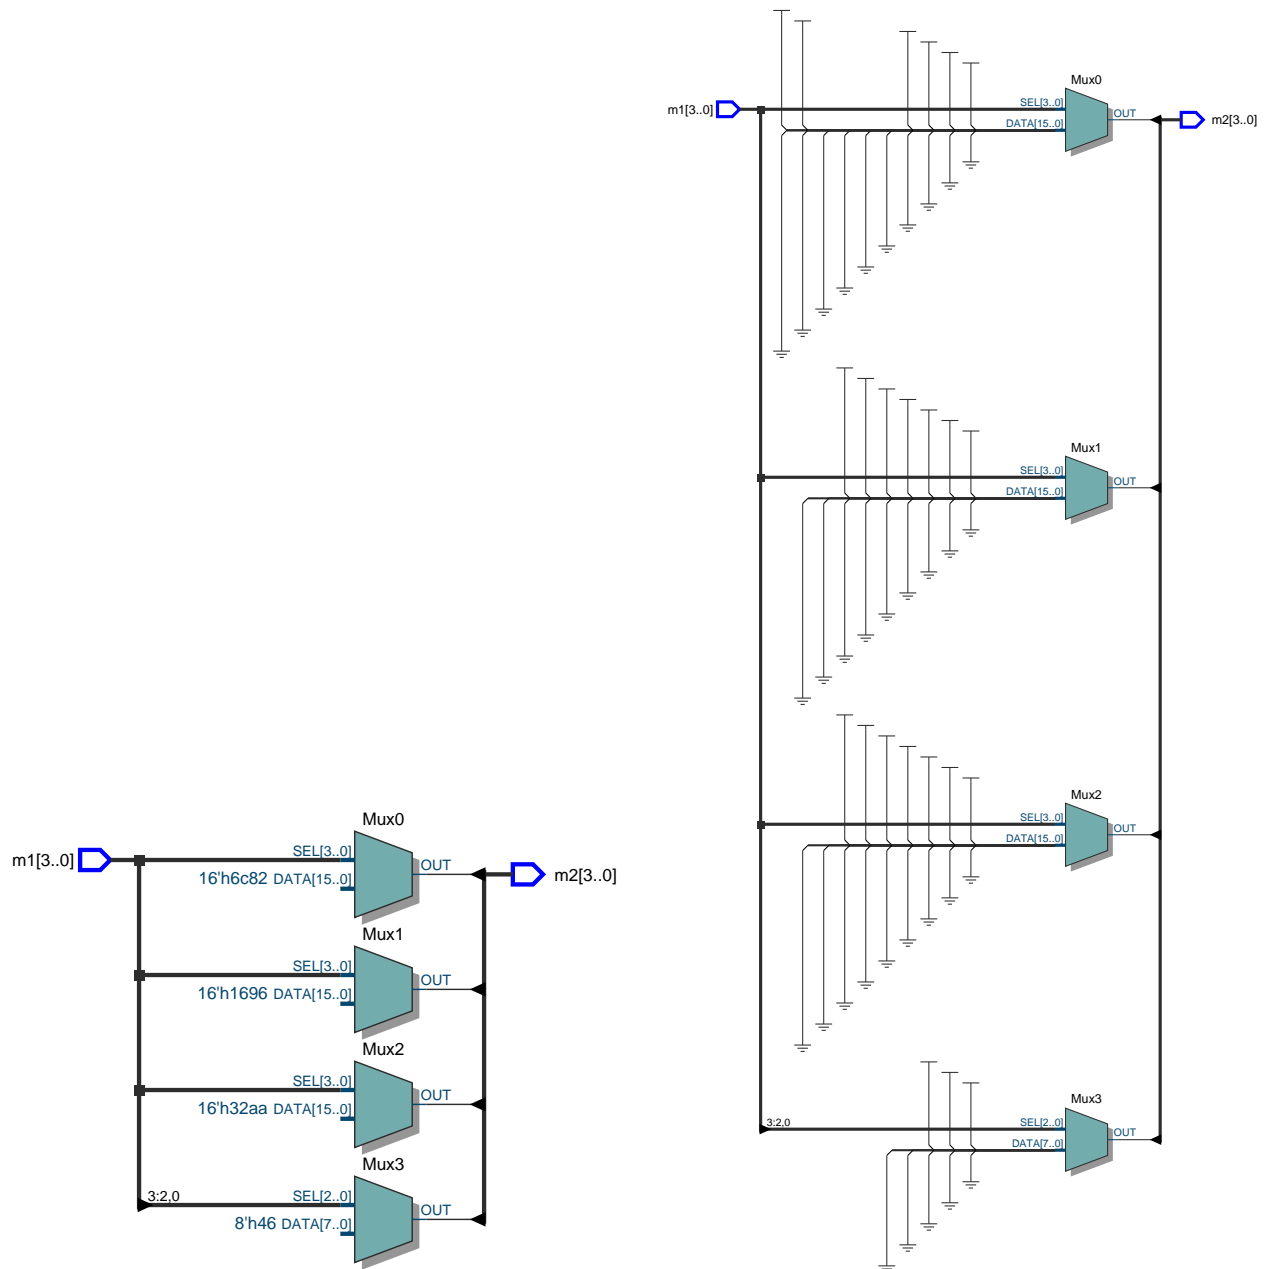 Mux0
m1[3..0]
SEL[3..0]
DATA[15..0]
OUT
m2[3..0]
Mux1
SEL[3..0]
DATA[15..0]
OUT
Mux2
SEL[3..0]
DATA[15..0]
OUT
Mux3
3:2,0
SEL[2..0]
DATA[7..0]
OUT
Mux0
m1[3..0]
SEL[3..0]
OUT
16'h6c82 DATA[15..0]
m2[3..0]
Mux1
SEL[3..0]
OUT
16'h1696 DATA[15..0]
Mux2
SEL[3..0]
OUT
16'h32aa DATA[15..0]
Mux3
3:2,0
SEL[2..0]
OUT
8'h46 DATA[7..0]